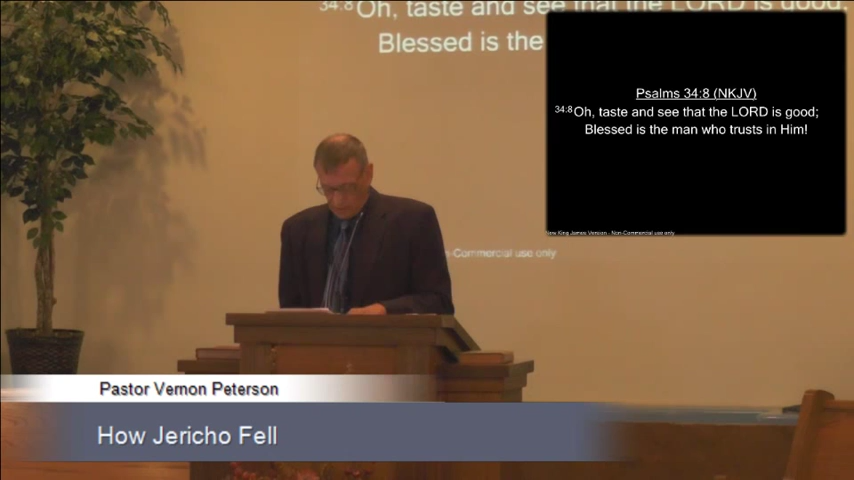 34:8 Oh, taste and see that the LORD is good;
Blessed is the
Psalms 34:8 (NKJV)
34:8 Oh, taste and see that the LORD is good;
Blessed is the man who trusts in Him!
New King James Version - Non-Commercial use only
-Commercial use only
Pastor Vernon Peterson
How Jericho Fell